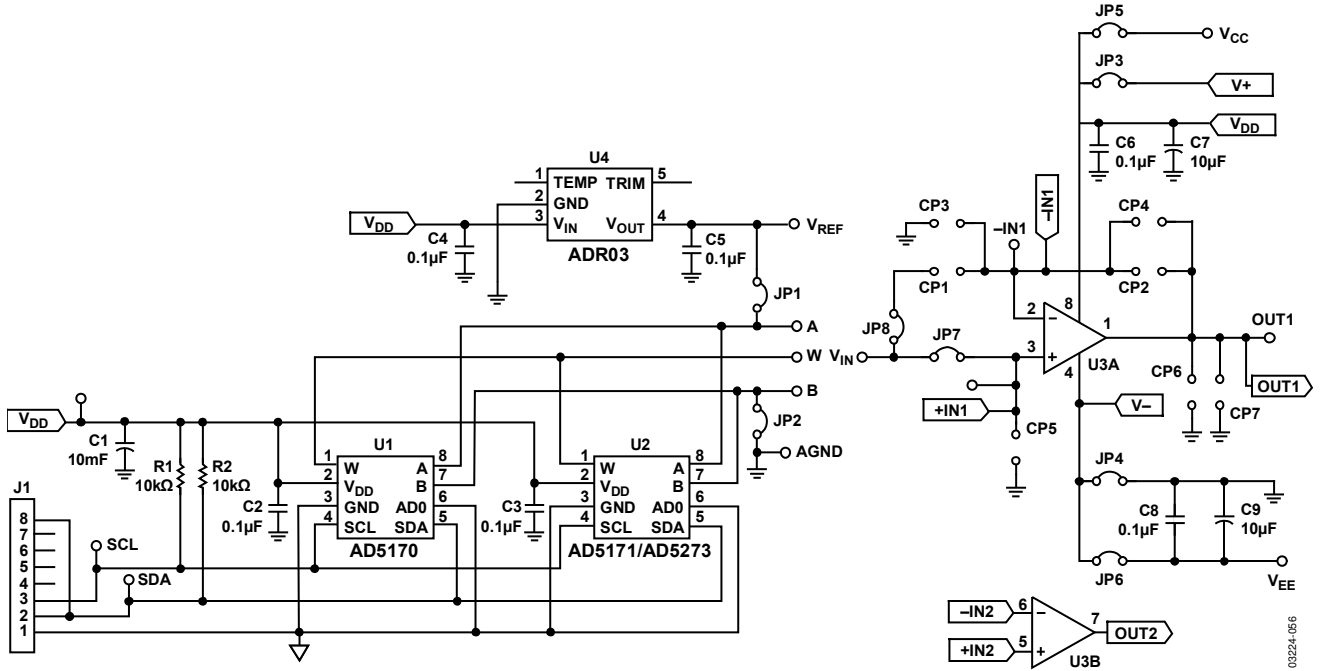 JP5
VCC
JP3
V+
VDD
C6
0.1µF
C7
10µF
U4
1
TEMP
TRIM
5
2
GND
3
VIN
VOUT
4
ADR03
VDD
C4
0.1µF
C5
0.1µF
VREF
JP1
A
W
B
JP2
AGND
CP3
–IN1
–IN1
CP4
CP1
CP2
JP8
VIN
JP7
2
–
8
1
3
+
4
U3A
OUT1
OUT1
CP6
CP7
+IN1
CP5
V–
JP4
C8
0.1µF
C9
10µF
JP6
VEE
VDD
C1
10mF
R1
10kΩ
R2
10kΩ
C2
0.1µF
U1
1
W
A
8
2
VDD
B
7
3
GND
AD0
6
4
SCL
SDA
5
AD5170
C3
0.1µF
U2
1
W
A
8
2
VDD
B
7
3
GND
AD0
6
4
SCL
SDA
5
AD5171/AD5273
J1
8
7
6
5
4
3
2
1
SCL
SDA
–IN2
6
–
7
OUT2
+IN2
5
+
U3B
03224-056